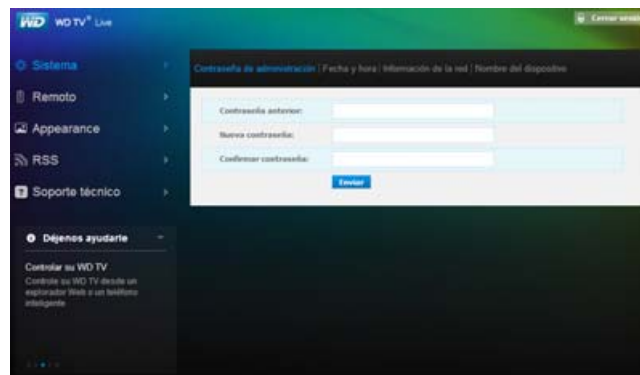 WD WD TV® Live
Cerrar sesión
Sistema
Contraseña de administración | Fecha y hora | Información de la red | Nombre del dispositivo
Remoto
Appearance
RSS
Soporte técnico
Contraseña anterior:
Nueva contraseña:
Confirmar contraseña:
Enviar
Déjenos ayudarle
Controlar su WD TV
Controle su WD TV desde un
explorador Web o un teléfono
inteligente